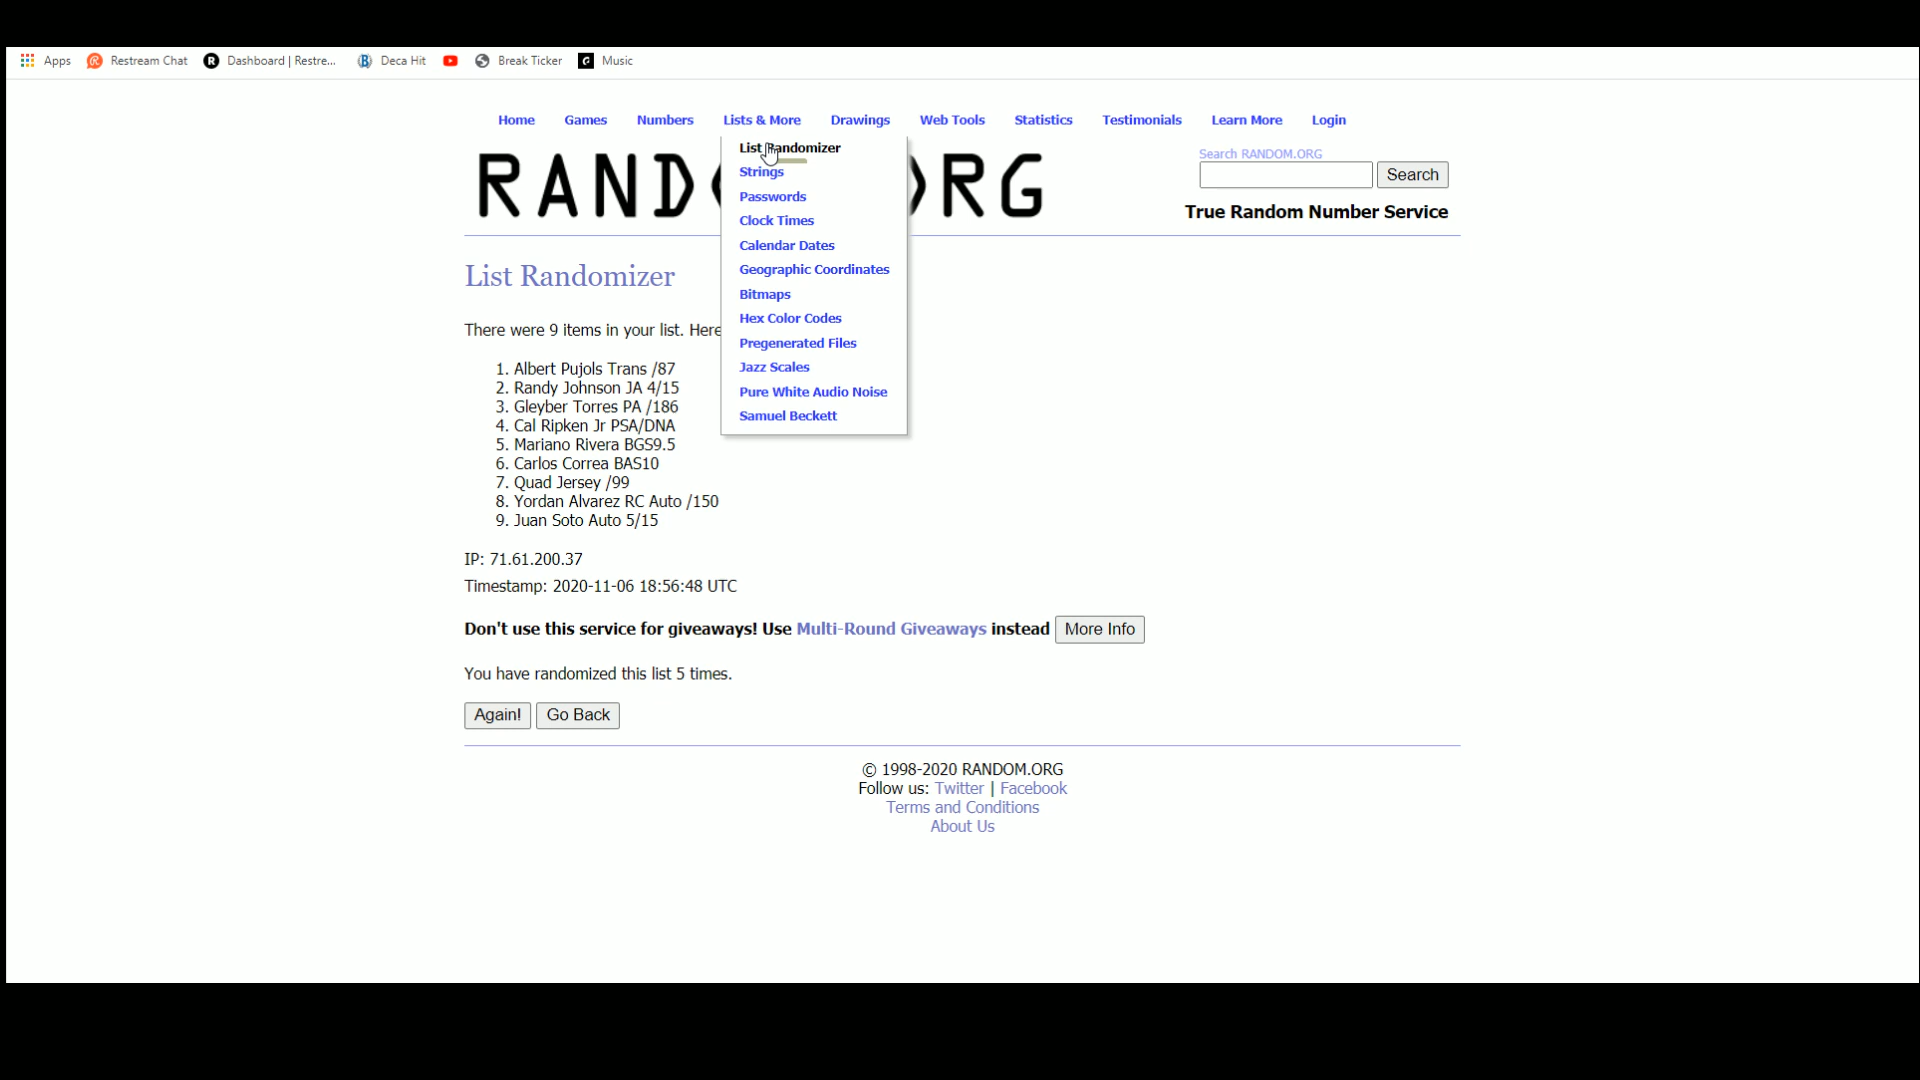 Apps Restream Chat Dashboard | Restre... Deca Hit Break Ticker Music
Home Games Numbers Lists & More Drawings Web Tools Statistics Testimonials Learn More Login
List Randomizer
Strings
Passwords
Clock Times
Calendar Dates
Geographic Coordinates
Bitmaps
Hex Color Codes
Pregenerated Files
Jazz Scales
Pure White Audio Noise
Samuel Beckett
RAND RG
Search RANDOM.ORG
Search
True Random Number Service
List Randomizer
There were 9 items in your list. Here
1. Albert Pujols Trans /87
2. Randy Johnson JA 4/15
3. Gleyber Torres PA /186
4. Cal Ripken Jr PSA/DNA
5. Mariano Rivera BGS9.5
6. Carlos Correa BAS10
7. Quad Jersey /99
8. Yordan Alvarez RC Auto /150
9. Juan Soto Auto 5/15
IP: 71.61.200.37
Timestamp: 2020-11-06 18:56:48 UTC
Don't use this service for giveaways! Use Multi-Round Giveaways instead More Info
You have randomized this list 5 times.
Again! Go Back
© 1998-2020 RANDOM.ORG
Follow us: Twitter | Facebook
Terms and Conditions
About Us